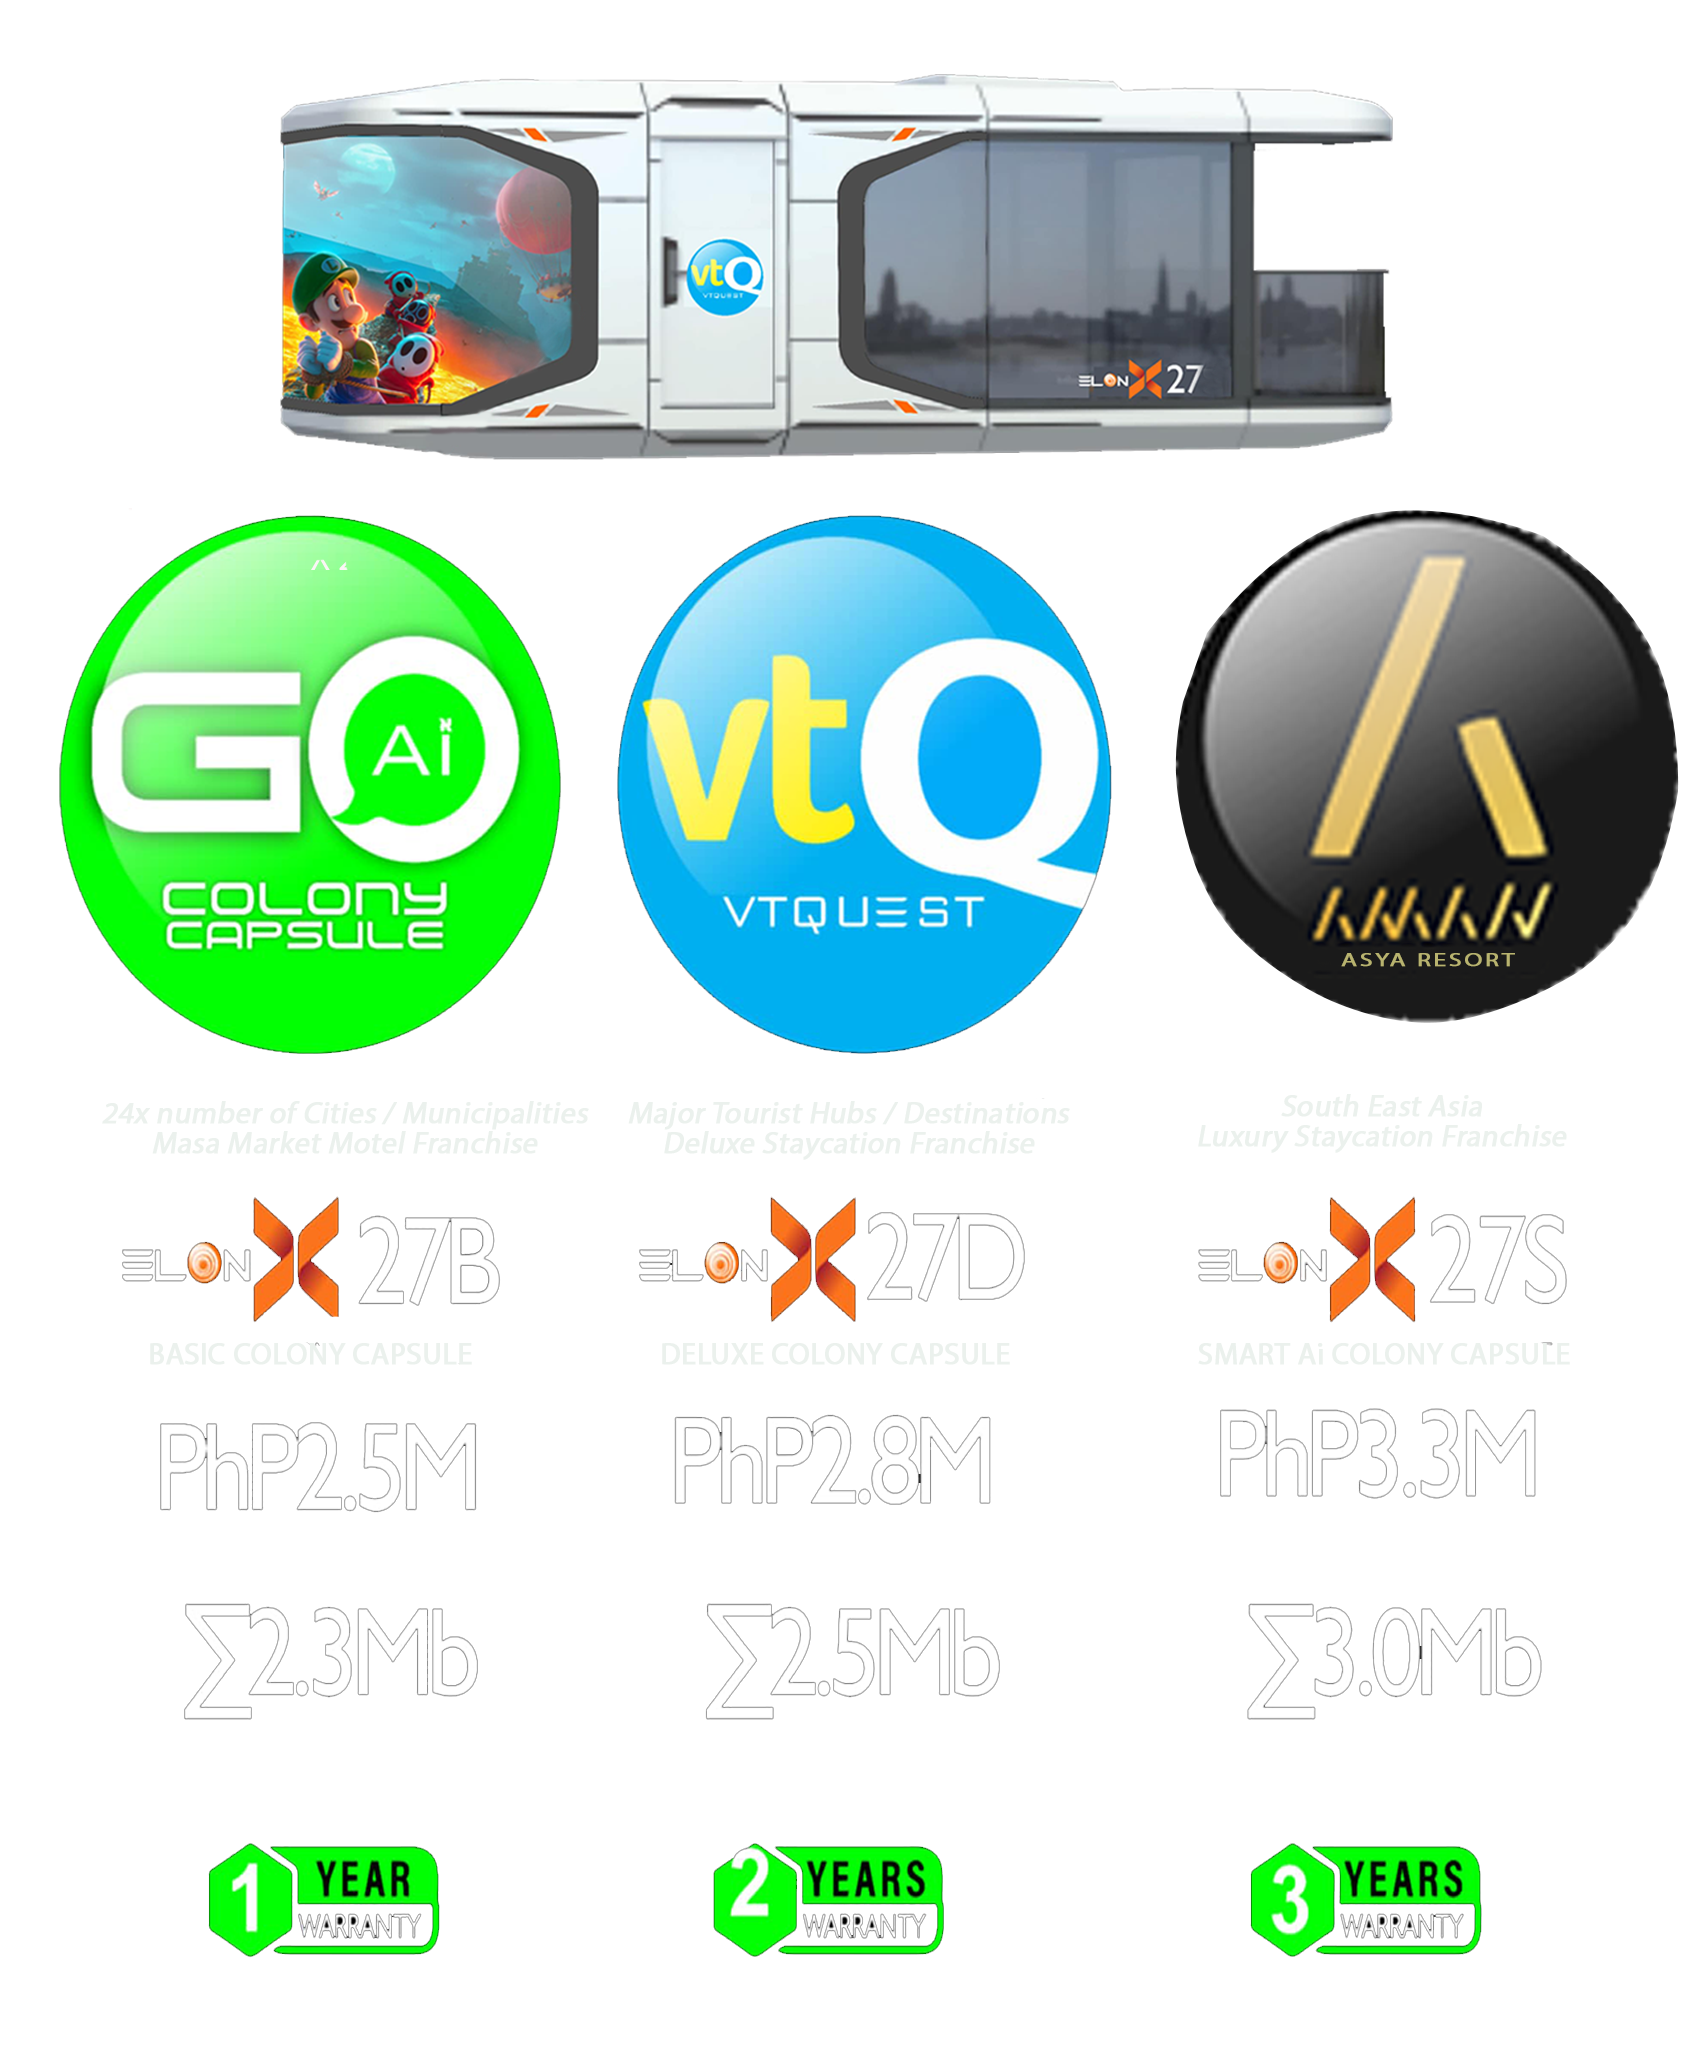 vtQ
VTQUEST
ELON X 27
GO Ai
COLONY
CAPSULE
vtQ
VTQUEST
AMAN
ASYA RESORT
24x number of Cities / Municipalities
Masa Market Motel Franchise
Major Tourist Hubs / Destinations
Deluxe Staycation Franchise
South East Asia
Luxury Staycation Franchise
ELON X 27B
ELON X 27D
ELON X 27S
BASIC COLONY CAPSULE
DELUXE COLONY CAPSULE
SMART Ai COLONY CAPSULE
PhP2.5M
PhP2.8M
PhP3.3M
∑2.3Mb
∑2.5Mb
∑3.0Mb
1 YEAR
WARRANTY
2 YEARS
WARRANTY
3 YEARS
WARRANTY